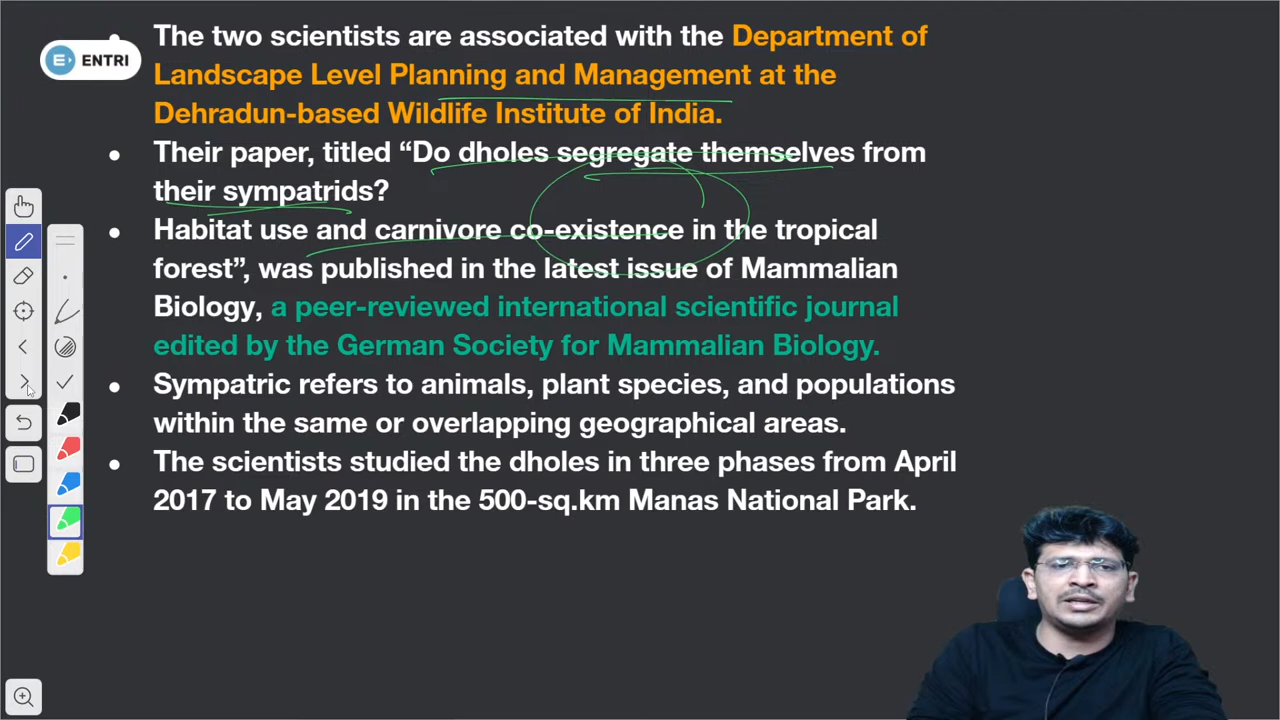 The two scientists are associated with the Department of
ENTRI
Landscape Level Planning and Management at the
Dehradun-based Wildlife Institute of India.
Their paper, titled “Do dholes segregate themselves from
their sympatrids?
Habitat use and carnivore co-existence in the tropical
forest”, was published in the latest issue of Mammalian
Biology, a peer-reviewed international scientific journal
edited by the German Society for Mammalian Biology.
Sympatric refers to animals, plant species, and populations
within the same or overlapping geographical areas.
The scientists studied the dholes in three phases from April
2017 to May 2019 in the 500-sq.km Manas National Park.